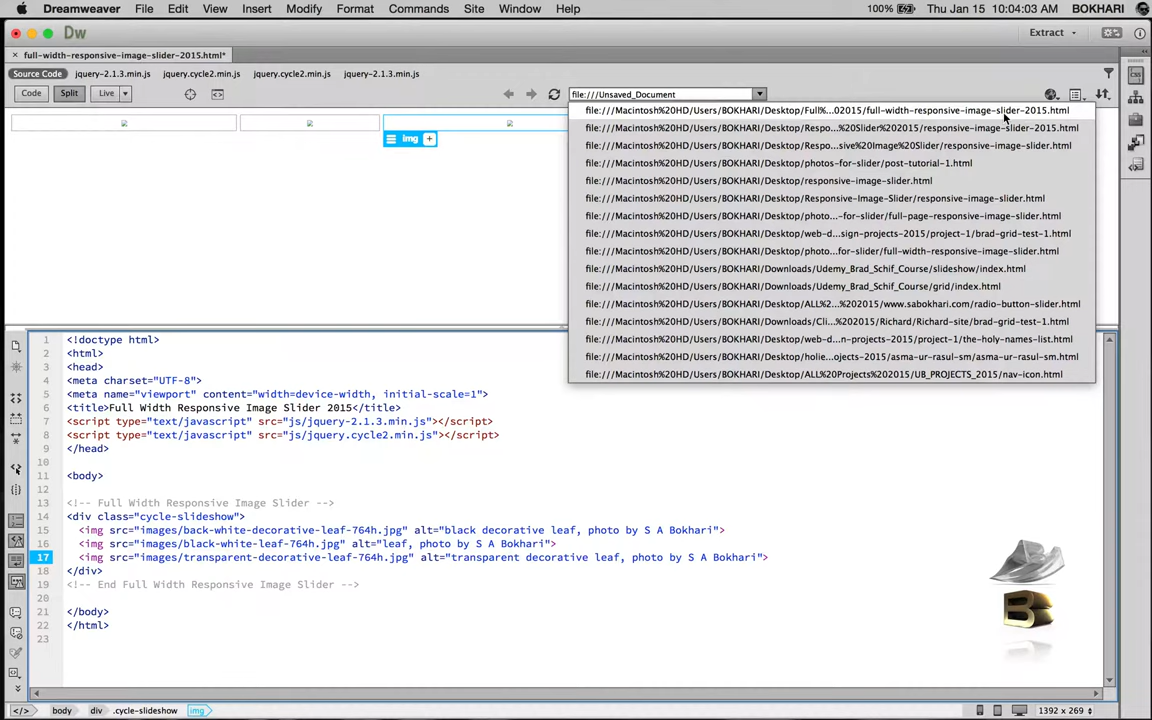 Dreamweaver File Edit View Insert Modify Format Commands Site Window Help 100% Thu Jan 15 10:04:03 AM BOKHARI
Dw Extract
full-width-responsive-image-slider-2015.html*
Source Code jquery-2.1.3.min.js jquery.cycle2.min.js jquery.cycle2.min.js jquery-2.1.3.min.js
Code Split Live file:///Unsaved_Document
file:///Macintosh%20HD/Users/BOKHARI/Desktop/Full%...02015/full-width-responsive-image-slider-2015.html
img +
file:///Macintosh%20HD/Users/BOKHARI/Desktop/Respo...%20Slider%202015/responsive-image-slider-2015.html
file:///Macintosh%20HD/Users/BOKHARI/Desktop/Respo...sive%20Image%20Slider/responsive-image-slider.html
file:///Macintosh%20HD/Users/BOKHARI/Desktop/photos-for-slider/post-tutorial-1.html
file:///Macintosh%20HD/Users/BOKHARI/Desktop/responsive-image-slider.html
file:///Macintosh%20HD/Users/BOKHARI/Desktop/Responsive-Image-Slider/responsive-image-slider.html
file:///Macintosh%20HD/Users/BOKHARI/Desktop/photo...-for-slider/full-page-responsive-image-slider.html
file:///Macintosh%20HD/Users/BOKHARI/Desktop/web-d...sign-projects-2015/project-1/brad-grid-test-1.html
file:///Macintosh%20HD/Users/BOKHARI/Desktop/photo...for-slider/full-width-responsive-image-slider.html
file:///Macintosh%20HD/Users/BOKHARI/Downloads/Udemy_Brad_Schif_Course/slideshow/index.html
file:///Macintosh%20HD/Users/BOKHARI/Downloads/Udemy_Brad_Schif_Course/grid/index.html
file:///Macintosh%20HD/Users/BOKHARI/Desktop/ALL%2...%202015/www.sabokhari.com/radio-button-slider.html
file:///Macintosh%20HD/Users/BOKHARI/Downloads/Cli...%202015/Richard/Richard-site/brad-grid-test-1.html
file:///Macintosh%20HD/Users/BOKHARI/Desktop/web-d...n-projects-2015/project-1/the-holy-names-list.html
file:///Macintosh%20HD/Users/BOKHARI/Desktop/holie...ojects-2015/asma-ur-rasul-sm/asma-ur-rasul-sm.html
file:///Macintosh%20HD/Users/BOKHARI/Desktop/ALL%20Projects%202015/UB_PROJECTS_2015/nav-icon.html
1 <!doctype html>
2 <html>
3 <head>
4 <meta charset="UTF-8">
5 <meta name="viewport" content="width=device-width, initial-scale=1">
6 <title>Full Width Responsive Image Slider 2015</title>
7 <script type="text/javascript" src="js/jquery-2.1.3.min.js"></script>
8 <script type="text/javascript" src="js/jquery.cycle2.min.js"></script>
9 </head>
10
11 <body>
12
13 <!-- Full Width Responsive Image Slider -->
14 <div class="cycle-slideshow">
15 <img src="images/back-white-decorative-leaf-764h.jpg" alt="black decorative leaf, photo by S A Bokhari">
16 <img src="images/black-white-leaf-764h.jpg" alt="leaf, photo by S A Bokhari">
17 <img src="images/transparent-decorative-leaf-764h.jpg" alt="transparent decorative leaf, photo by S A Bokhari">
18 </div>
19 <!-- End Full Width Responsive Image Slider -->
20
21 </body>
22 </html>
23
B
</> body div .cycle-slideshow img 1392 x 269